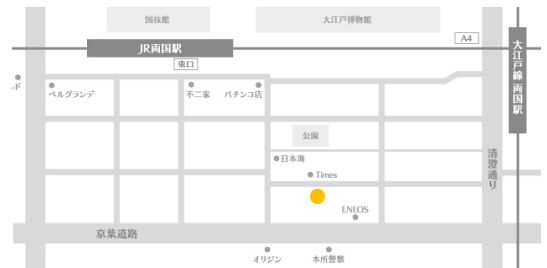 国技館
大江戸博物館
A4
JR両国駅
東口
大江戸線 両国駅
ルド
ベルグランデ
不二家
パチンコ店
公園
日本海
清澄通り
Times
ENEOS
京葉道路
オリジン
本所警察